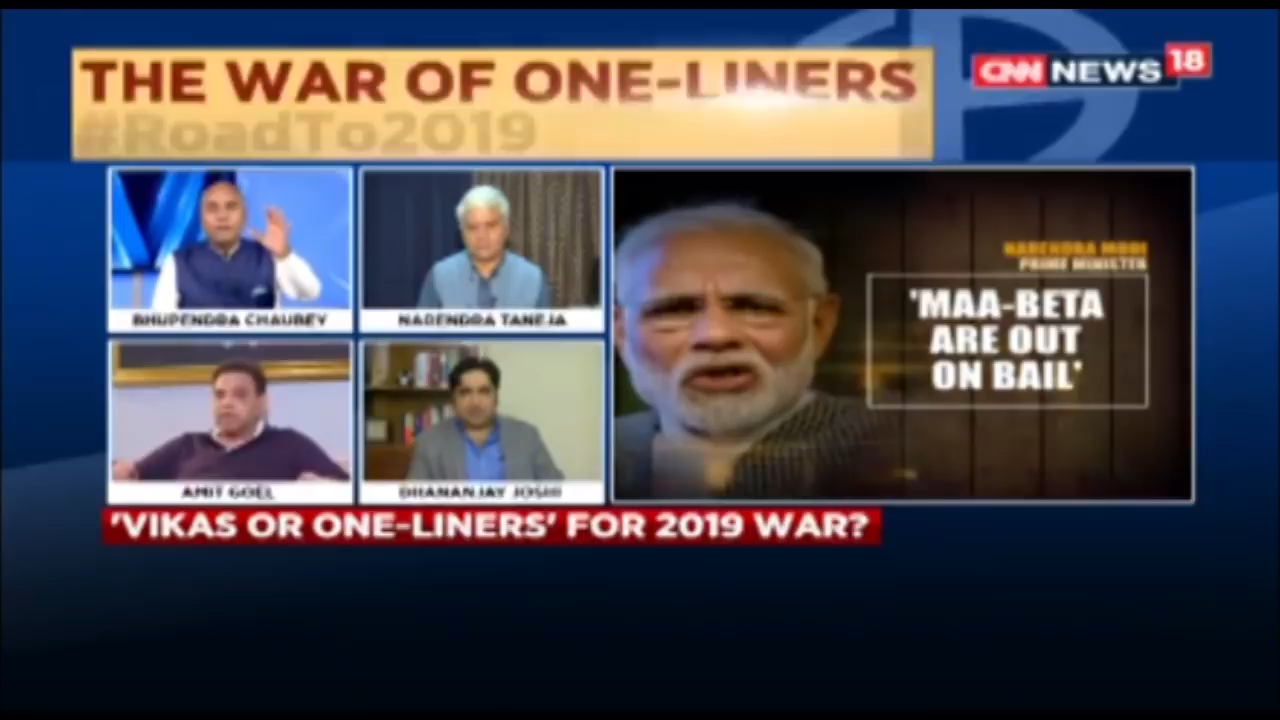 THE WAR OF ONE-LINERS
#RoadTo2019
CNN NEWS 18
BHUPENDRA CHAUBEY
NARENDRA TANEJA
NARENDRA MODI
PRIME MINISTER
'MAA-BETA
ARE OUT
ON BAIL'
AMIT GOEL
DHANANJAY JOSHI
'VIKAS OR ONE-LINERS' FOR 2019 WAR?